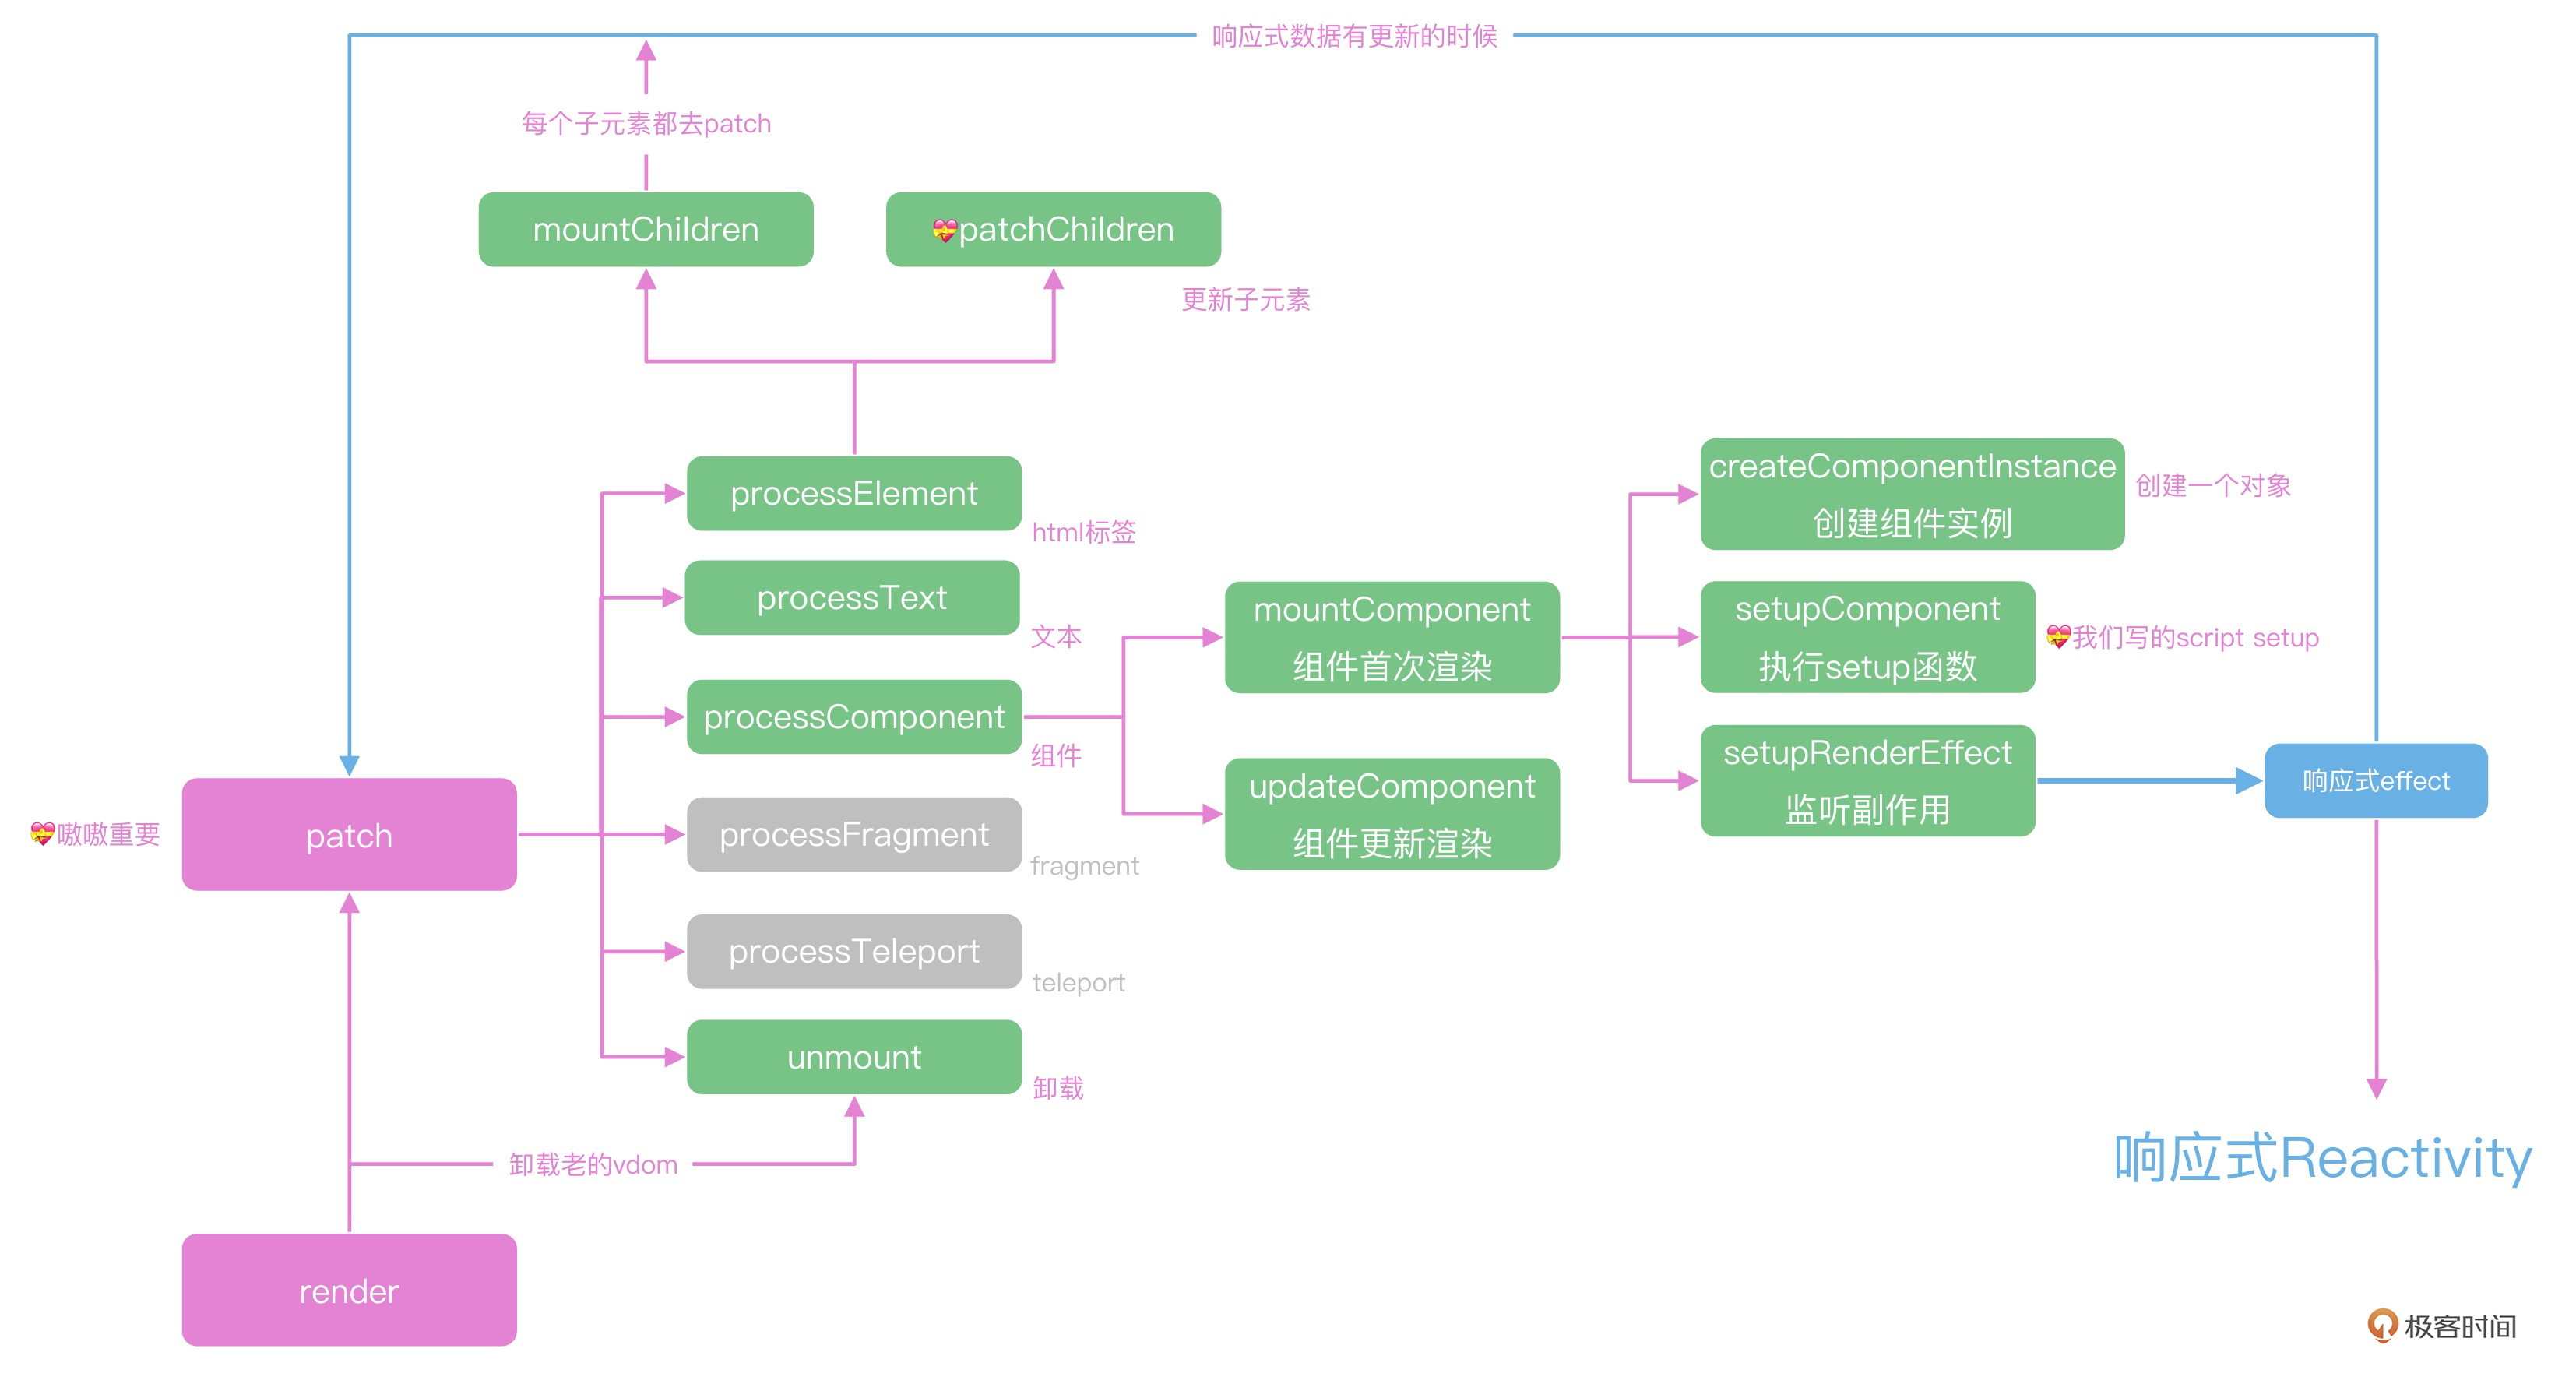 响应式数据有更新的时候
每个子元素都去patch
mountChildren
💝patchChildren
更新子元素
processElement
html标签
processText
文本
processComponent
组件
processFragment
fragment
processTeleport
teleport
unmount
卸载
mountComponent
组件首次渲染
updateComponent
组件更新渲染
createComponentInstance
创建组件实例
创建一个对象
setupComponent
执行setup函数
💝我们写的script setup
setupRenderEffect
监听副作用
响应式effect
💝嗷嗷重要
patch
卸载老的vdom
render
响应式Reactivity
极客时间